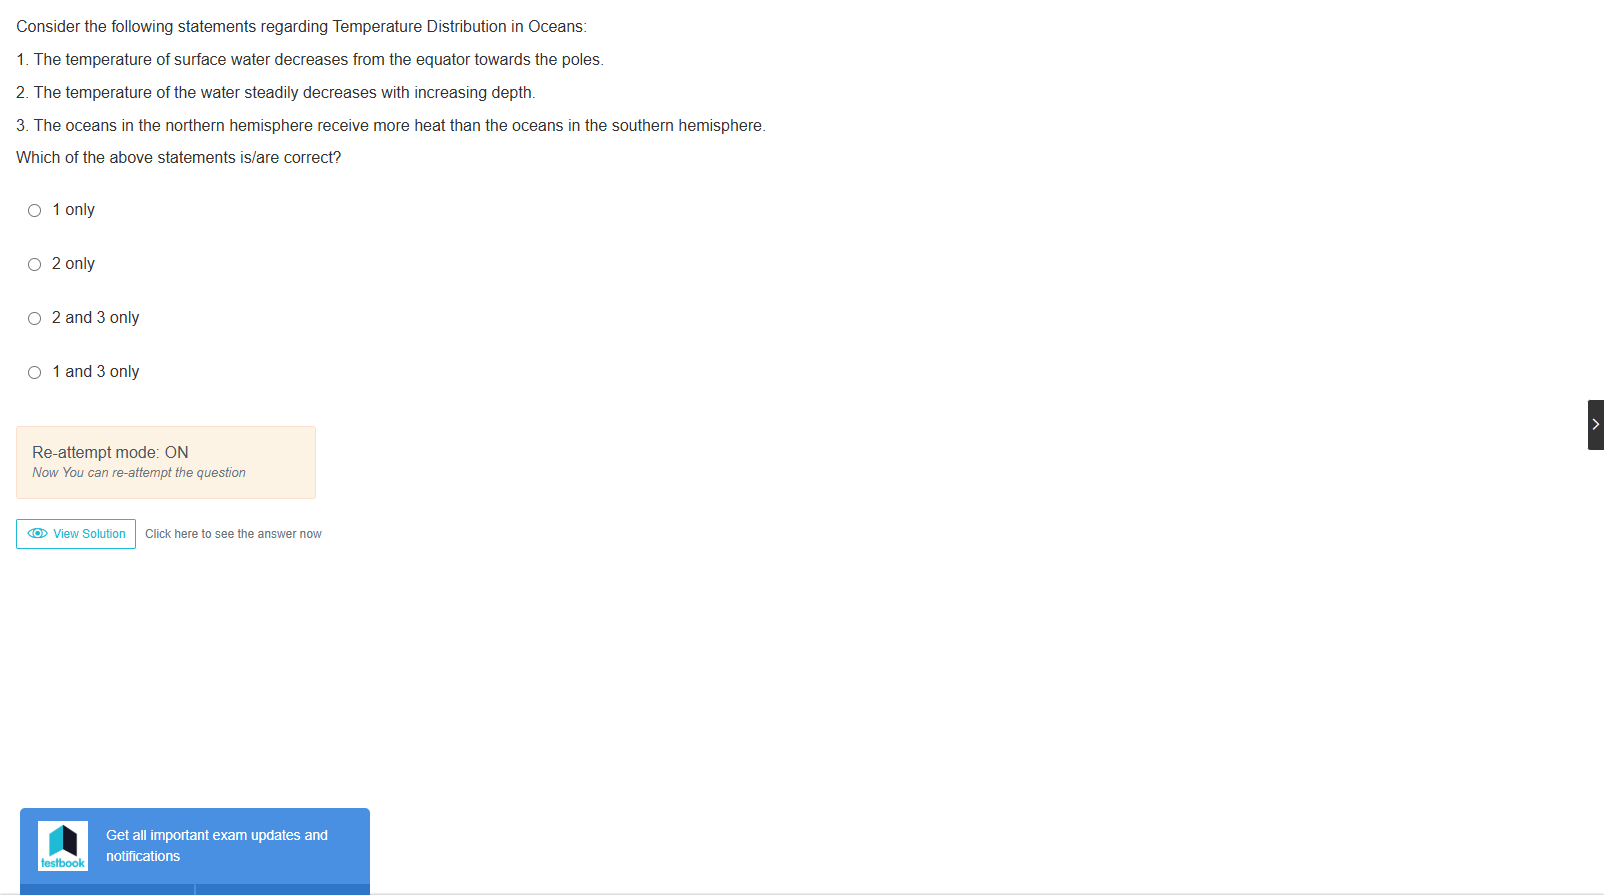 Consider the following statements regarding Temperature Distribution in Oceans:
1. The temperature of surface water decreases from the equator towards the poles.
2. The temperature of the water steadily decreases with increasing depth.
3. The oceans in the northern hemisphere receive more heat than the oceans in the southern hemisphere.
Which of the above statements is/are correct?
1 only
2 only
2 and 3 only
1 and 3 only
Re-attempt mode: ON
Now You can re-attempt the question
View Solution Click here to see the answer now
Get all important exam updates and
notifications
testbook